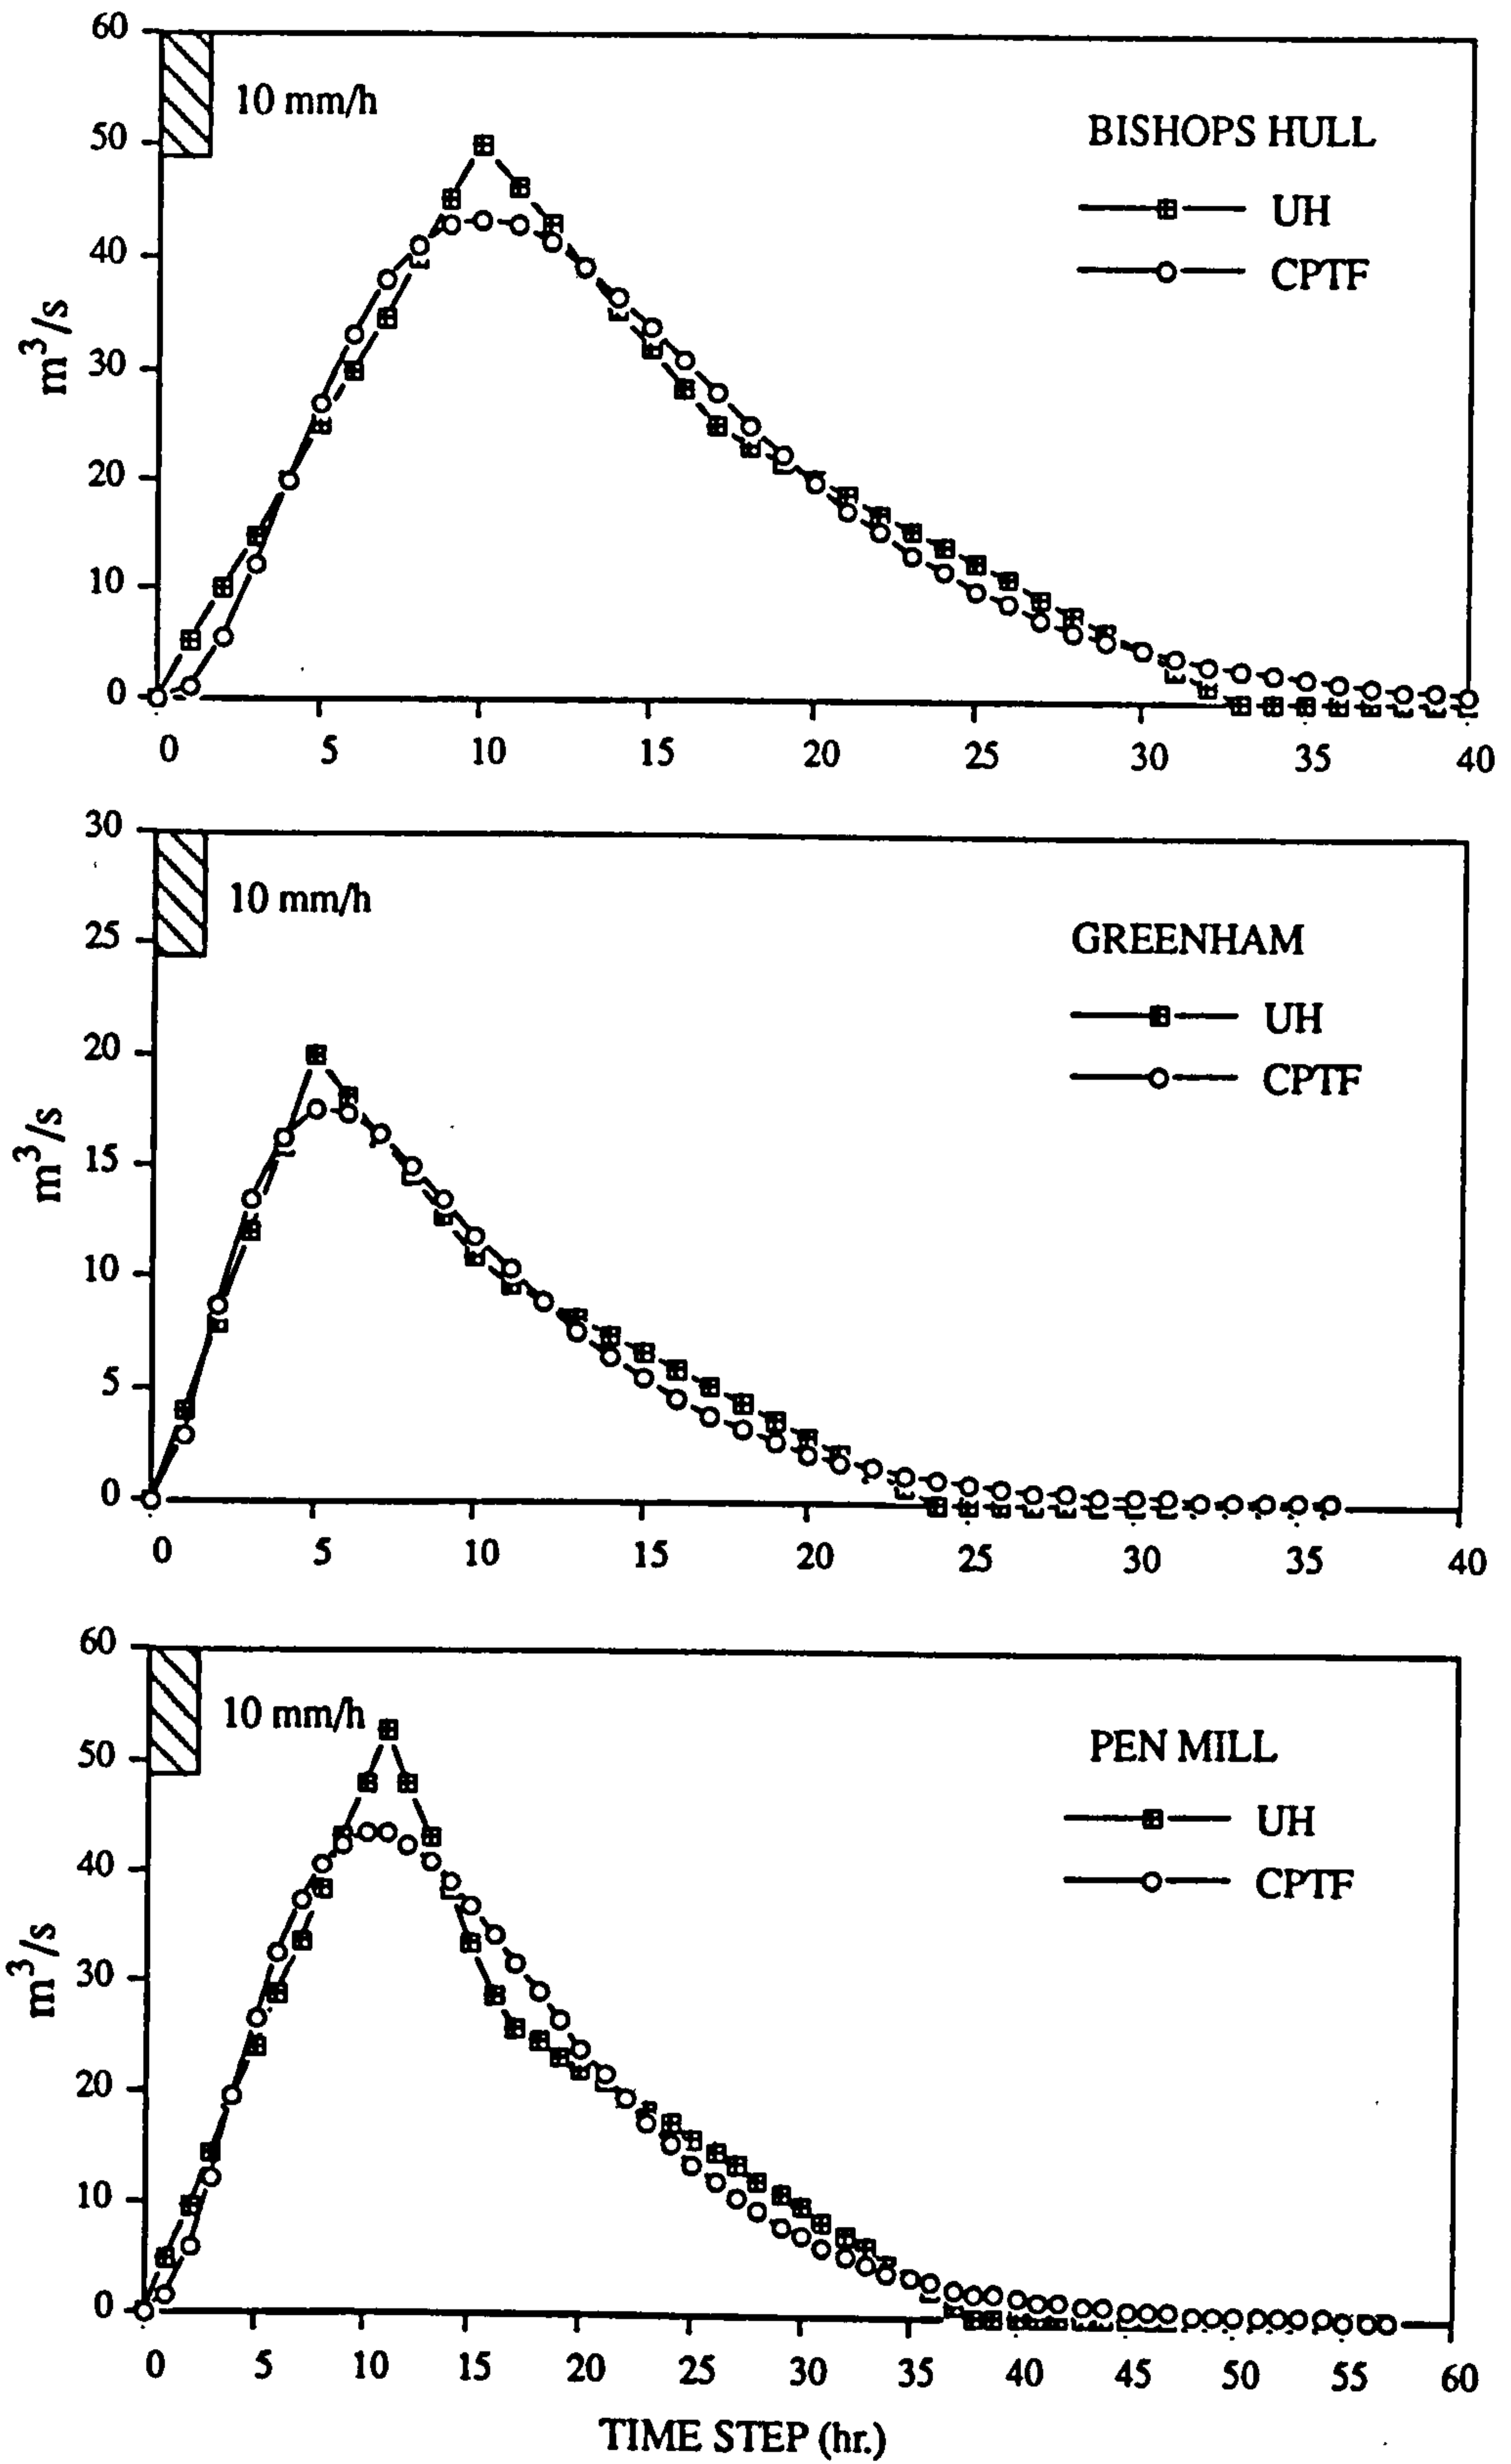 60
10 mm/h
BISHOPS HULL
50
UH
40
CPTF
m³/s
30
20
10
0
0 5 10 15 20 25 30 35 40
30
10 mm/h
25
GREENHAM
UH
20
CPTF
m³/s
15
10
5
0
0 5 10 15 20 25 30 35 40
60
10 mm/h
PEN MILL
50
UH
40
CPTF
m³/s
30
20
10
0
0 5 10 15 20 25 30 35 40 45 50 55 60
TIME STEP (hr.)